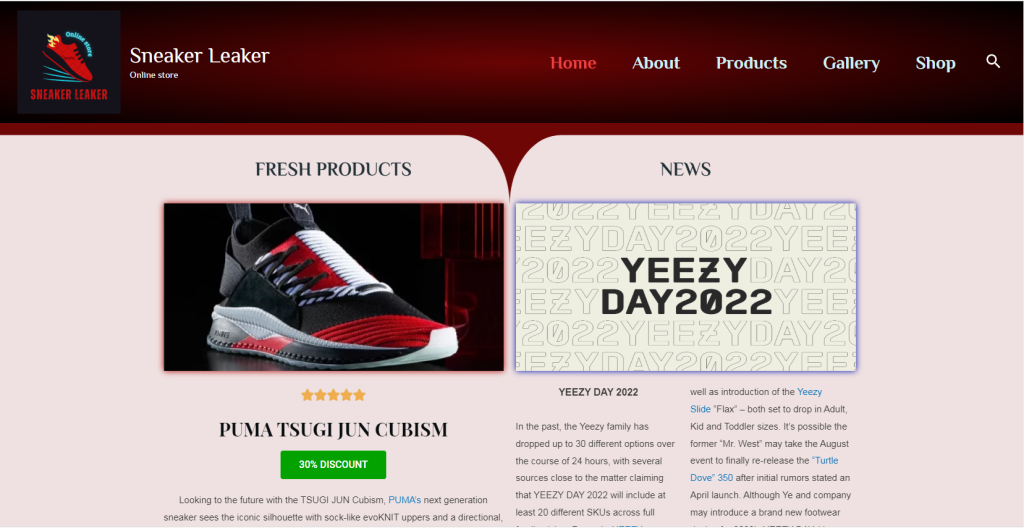 Online store
SNEAKER LEAKER
Sneaker Leaker
Online store
Home
About
Products
Gallery
Shop
FRESH PRODUCTS
PUMA TSUGI JUN CUBISM
30% DISCOUNT
Looking to the future with the TSUGI JUN Cubism, PUMA's next generation
sneaker sees the iconic silhouette with sock-like evoKNIT uppers and a directional,
NEWS
2022YEEZYDAY2
EEZYDAY2022YEE
YEEZY
DAY2022
YEEZY DAY 2022
In the past, the Yeezy family has
dropped up to 30 different options over
the course of 24 hours, with several
sources close to the matter claiming
that YEEZY DAY 2022 will include at
least 20 different SKUs across full
well as introduction of the Yeezy
Slide "Flax" – both set to drop in Adult,
Kid and Toddler sizes. It's possible the
former "Mr. West" may take the August
event to finally re-release the "Turtle
Dove" 350 after initial rumors stated an
April launch. Although Ye and company
may introduce a brand new footwear